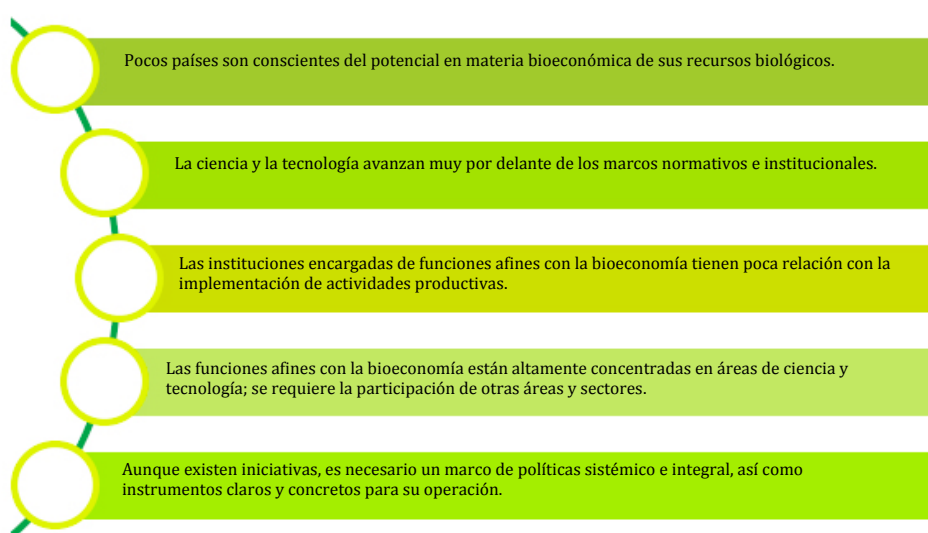 Pocos países son conscientes del potencial en materia bioeconómica de sus recursos biológicos.
La ciencia y la tecnología avanzan muy por delante de los marcos normativos e institucionales.
Las instituciones encargadas de funciones afines con la bioeconomía tienen poca relación con la
implementación de actividades productivas.
Las funciones afines con la bioeconomía están altamente concentradas en áreas de ciencia y
tecnología; se requiere la participación de otras áreas y sectores.
Aunque existen iniciativas, es necesario un marco de políticas sistémico e integral, así como
instrumentos claros y concretos para su operación.